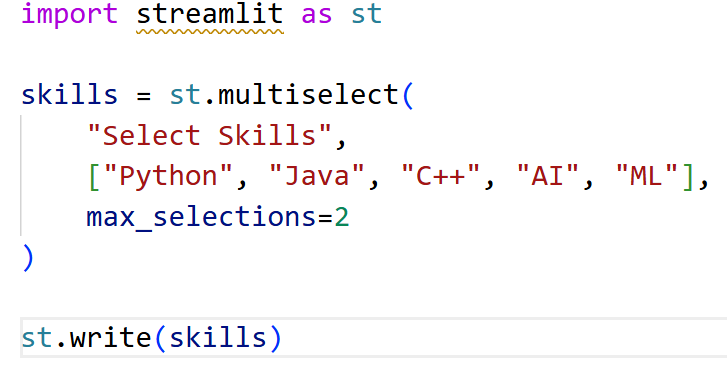 import streamlit as st
skills = st.multiselect(
"Select Skills",
["Python", "Java", "C++", "AI", "ML"],
max_selections=2
)
st.write(skills)